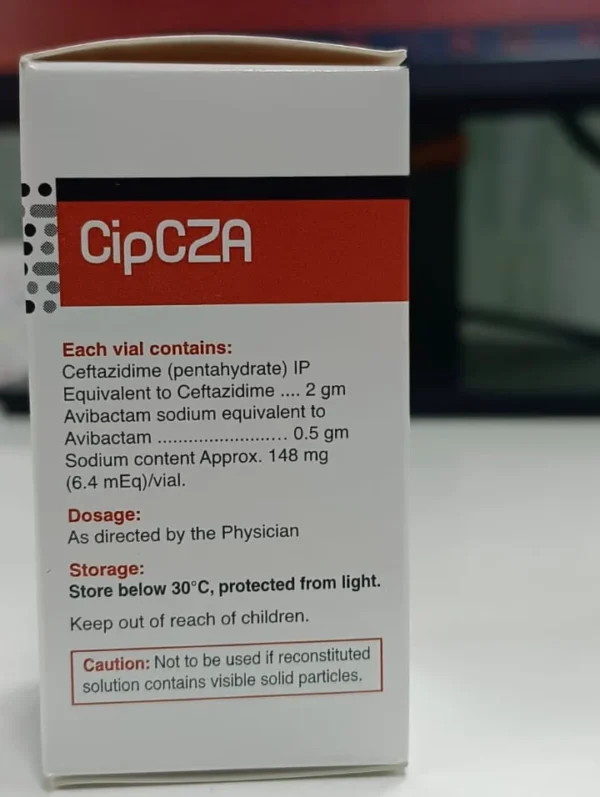 CipCZA
Each vial contains:
Ceftazidime (pentahydrate) IP
Equivalent to Ceftazidime .... 2 gm
Avibactam sodium equivalent to
Avibactam ........................ 0.5 gm
Sodium content Approx. 148 mg
(6.4 mEq)/vial.
Dosage:
As directed by the Physician
Storage:
Store below 30°C, protected from light.
Keep out of reach of children.
Caution: Not to be used if reconstituted
solution contains visible solid particles.